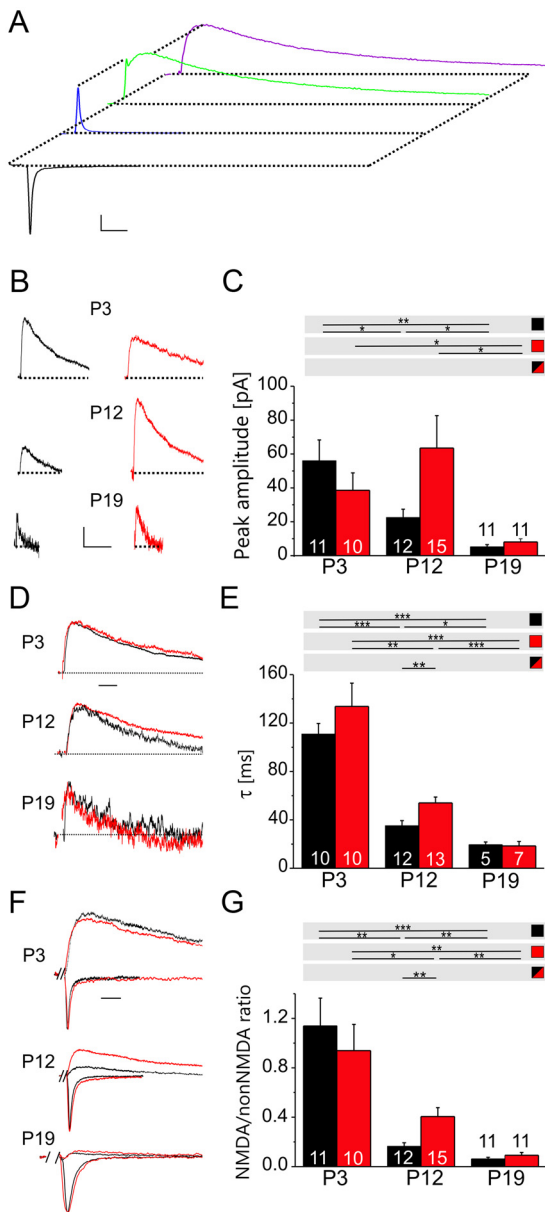 A
B
P3
P12
P19
C
**
*
*
*
*
Peak amplitude [pA]
100
80
60
40
20
0
11
10
12
15
11
11
P3
P12
P19
D
P3
P12
P19
E
***
***
*
***
**
***
**
τ [ms]
160
120
80
40
0
10
10
12
13
5
7
P3
P12
P19
F
P3
P12
P19
G
***
**
**
**
*
**
**
NMDA/nonNMDA ratio
1.2
0.8
0.4
0.0
11
10
12
15
11
11
P3
P12
P19